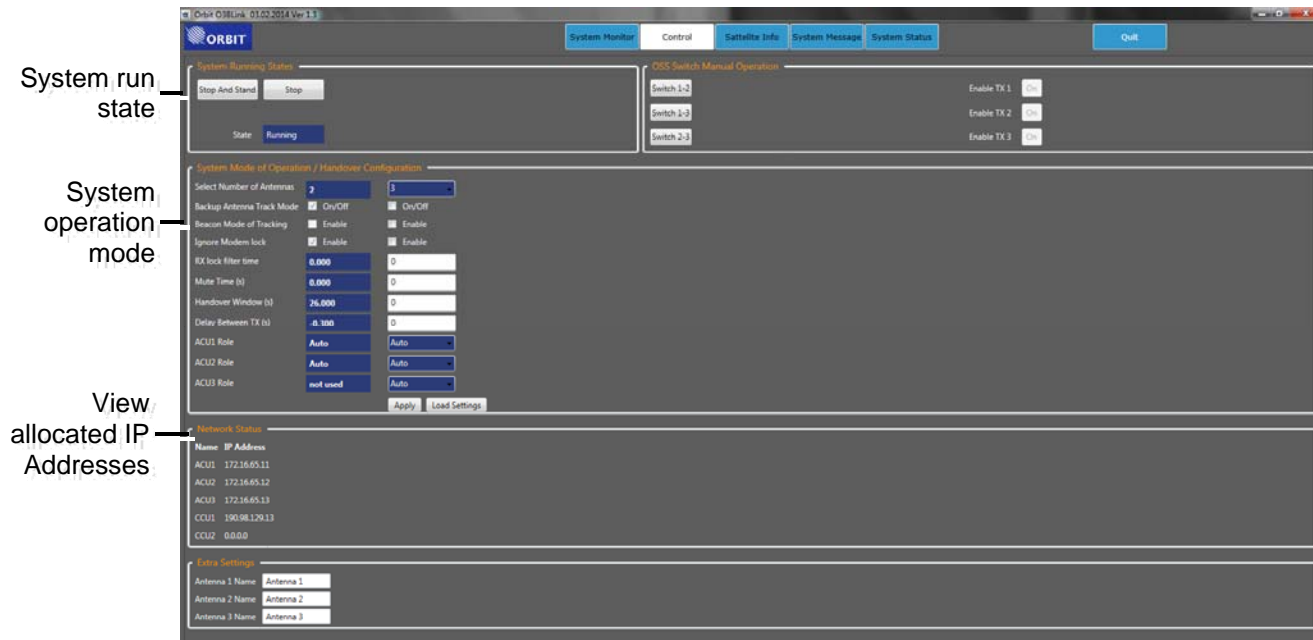 Orbit O3BLink 01.02.2014 Ver 1.3
ORBIT
System Monitor Control Sattelite Info System Message System Status Quit
System run
state
System Running States
Stop And Stand Stop
State Running
OSS Switch Manual Operation
Switch 1-2 Enable TX 1 On
Switch 1-3 Enable TX 2 On
Switch 2-3 Enable TX 3 On
System
operation
mode
System Mode of Operation / Handover Configuration
Select Number of Antennas 2 3
Backup Antenna Track Mode On/Off On/Off
Beacon Mode of Tracking Enable Enable
Ignore Modem lock Enable Enable
RX lock filter time 0.000 0
Mute Time (s) 0.000 0
Handover Window (s) 26.000 0
Delay Between TX (s) -0.300 0
ACU1 Role Auto Auto
ACU2 Role Auto Auto
ACU3 Role not used Auto
Apply Load Settings
View
allocated IP
Addresses
Network Status
Name IP Address
ACU1 172.16.65.11
ACU2 172.16.65.12
ACU3 172.16.65.13
CCU1 190.98.129.13
CCU2 0.0.0.0
Extra Settings
Antenna 1 Name Antenna 1
Antenna 2 Name Antenna 2
Antenna 3 Name Antenna 3